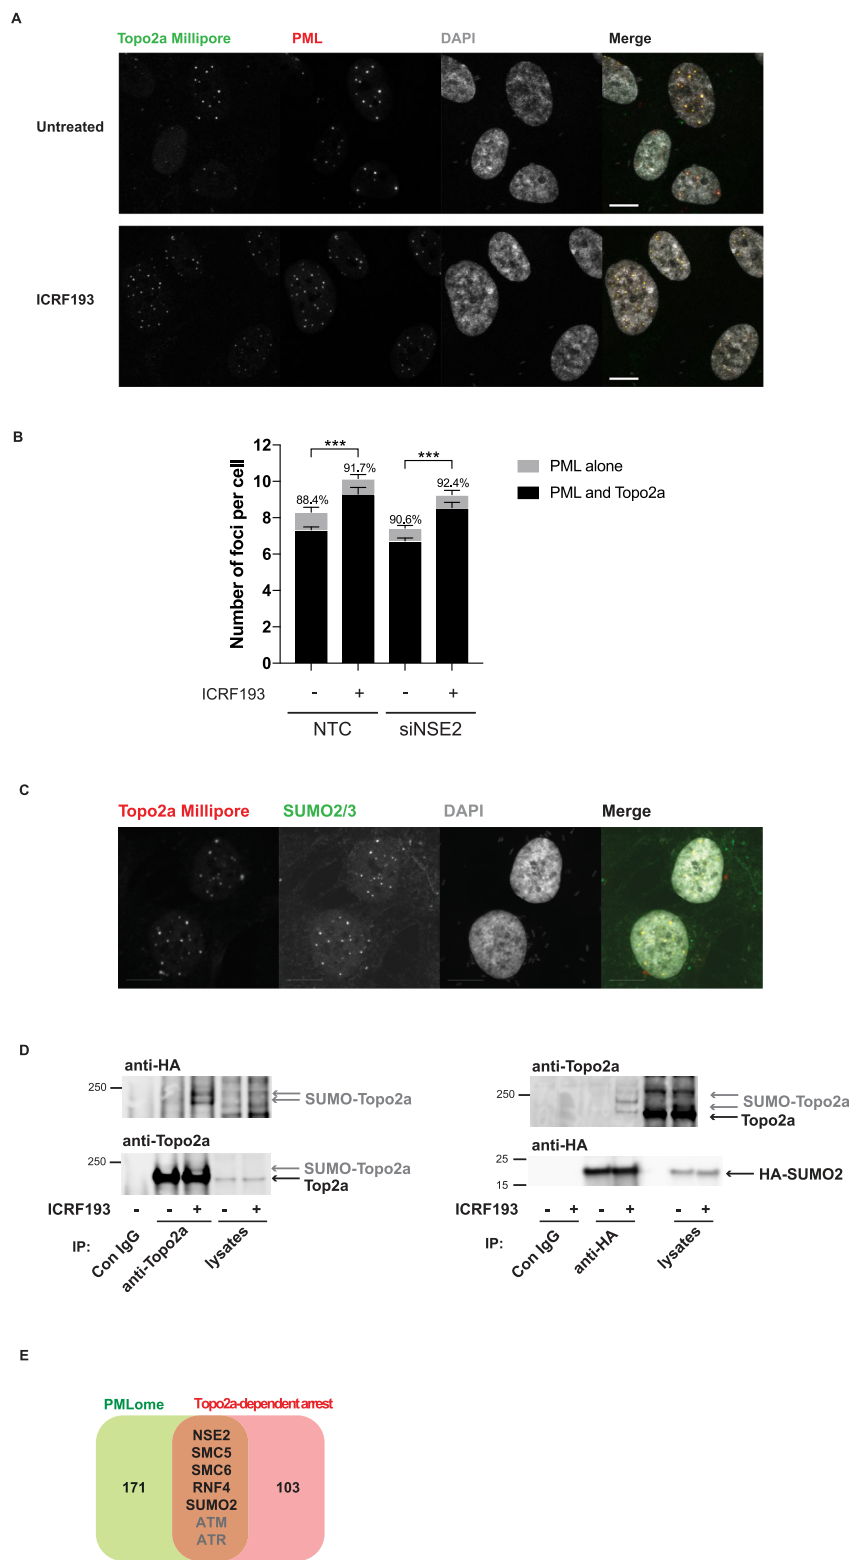 A
Topo2a Millipore PML DAPI Merge
Untreated
ICRF193
B
12
10
8
6
4
2
0
Number of foci per cell
*** ***
88.4% 91.7% 90.6% 92.4%
PML alone
PML and Topo2a
ICRF193 - + - +
NTC siNSE2
C
Topo2a Millipore SUMO2/3 DAPI Merge
D
anti-HA
250
SUMO-Topo2a
anti-Topo2a
250
SUMO-Topo2a
Top2a
ICRF193 - - + - +
IP: Con IgG anti-Topo2a lysates
anti-Topo2a
250
SUMO-Topo2a
Topo2a
anti-HA
25
15
HA-SUMO2
ICRF193 - + - + - +
IP: Con IgG anti-HA lysates
E
PMLome Topo2a-dependent arrest
NSE2
SMC5
SMC6
171 RNF4 103
SUMO2
ATM
ATR